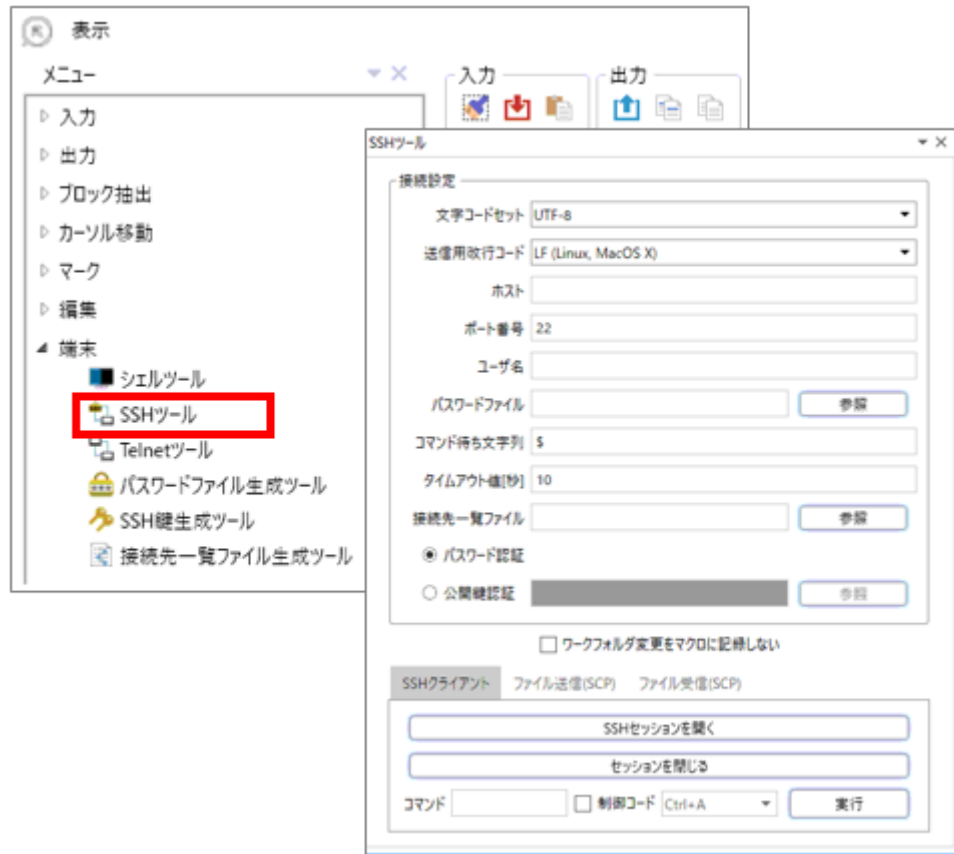 表示
メニュー
入力
出力
入力
出力
ブロック抽出
カーソル移動
マーク
編集
端末
シェルツール
SSHツール
Telnetツール
パスワードファイル生成ツール
SSH鍵生成ツール
接続先一覧ファイル生成ツール
SSHツール
接続設定
文字コードセット UTF-8
送信用改行コード LF (Linux, MacOS X)
ホスト
ポート番号 22
ユーザ名
パスワードファイル 参照
コマンド待ち文字列 $
タイムアウト値[秒] 10
接続先一覧ファイル 参照
パスワード認証
公開鍵認証 参照
ワークフォルダ変更をマクロに記録しない
SSHクライアント ファイル送信(SCP) ファイル受信(SCP)
SSHセッションを開く
セッションを閉じる
コマンド 制御コード Ctrl+A 実行